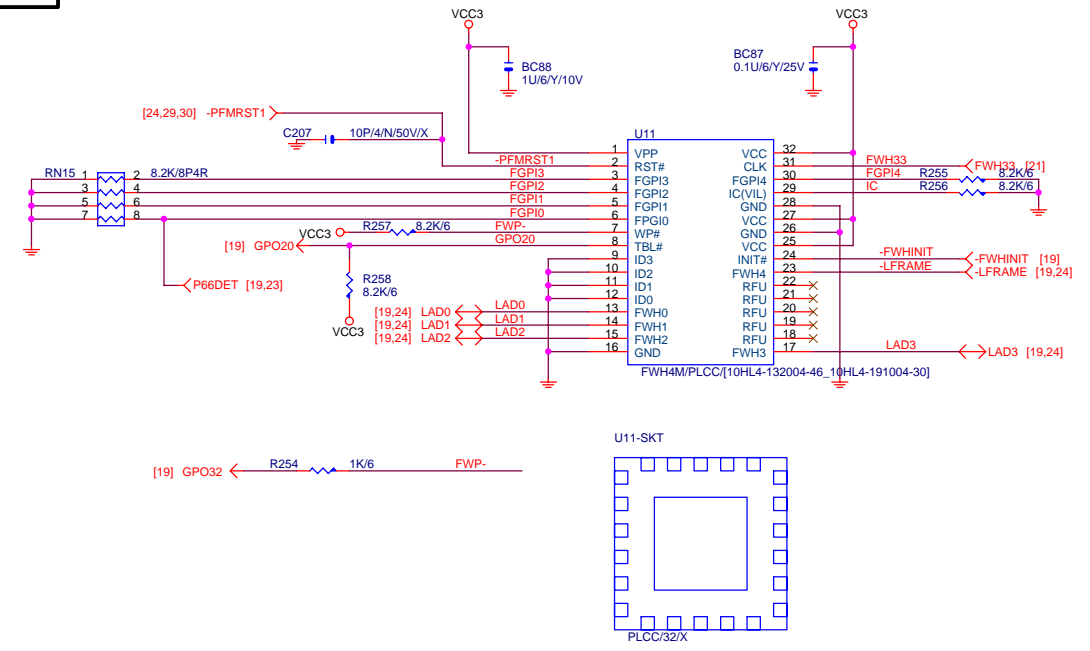 VCC3
VCC3
BC88
1U/6/Y/10V
BC87
0.1U/6/Y/25V
[24,29,30] -PFMRST1
C207 10P/4/N/50V/X
U11
1 VPP VCC 32
-PFMRST1 2 RST# CLK 31 FWH33 FWH33 [21]
RN15 1 2 8.2K/8P4R FGPI3 3 FGPI3 FGPI4 30 FGPI4 R255 8.2K/6
3 4 FGPI2 4 FGPI2 IC(VIL) 29 IC R256 8.2K/6
5 6 FGPI1 5 FGPI1 GND 28
7 8 FGPI0 6 FPGI0 VCC 27
VCC3 R257 8.2K/6 FWP- 7 WP# GND 26
[19] GPO20 GPO20 8 TBL# VCC 25
9 ID3 INIT# 24 -FWHINIT -FWHINIT [19]
10 ID2 FWH4 23 -LFRAME -LFRAME [19,24]
R258
8.2K/6
P66DET [19,23]
VCC3
11 ID1 RFU 22
12 ID0 RFU 21
[19,24] LAD0 LAD0 13 FWH0 RFU 20
[19,24] LAD1 LAD1 14 FWH1 RFU 19
[19,24] LAD2 LAD2 15 FWH2 RFU 18
16 GND FWH3 17 LAD3 LAD3 [19,24]
FWH4M/PLCC/[10HL4-132004-46_10HL4-191004-30]
U11-SKT
[19] GPO32 R254 1K/6 FWP-
PLCC/32/X